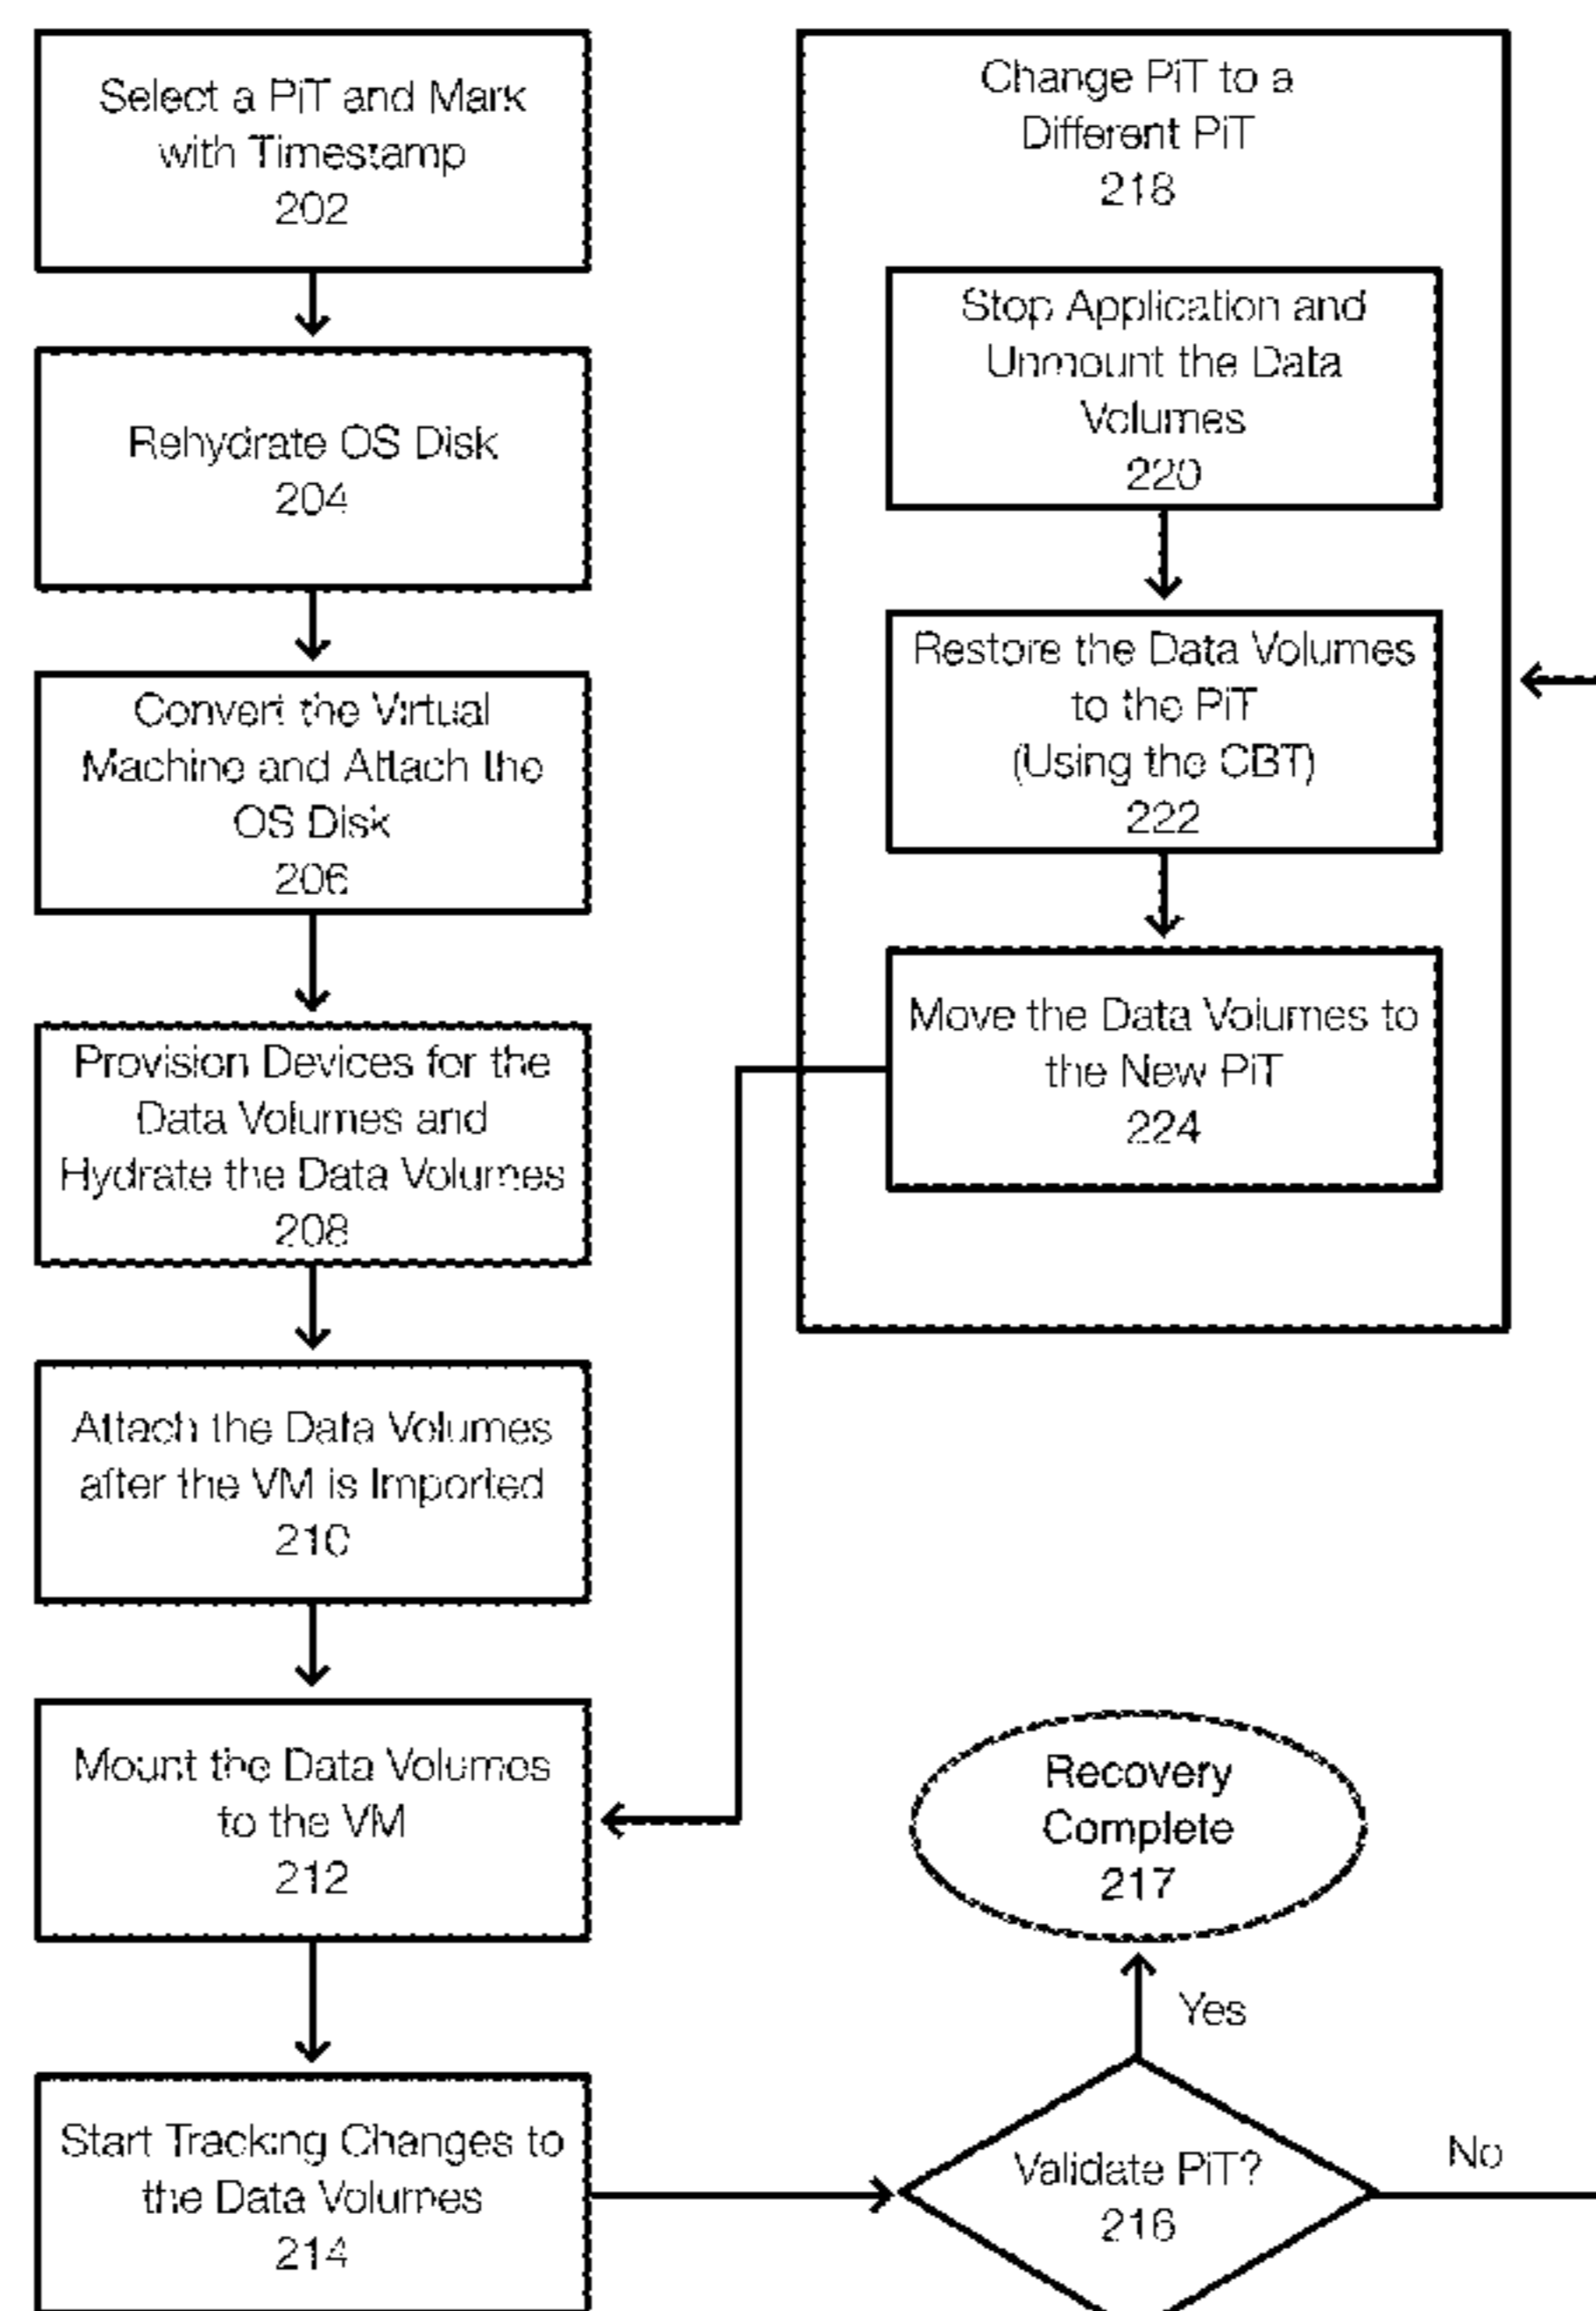 Select a PiT and Mark
with Timestamp
202
Rehydrate OS Disk
204
Convert the Virtual
Machine and Attach the
OS Disk
206
Provision Devices for the
Data Volumes and
Hydrate the Data Volumes
208
Attach the Data Volumes
after the VM is Imported
210
Mount the Data Volumes
to the VM
212
Start Tracking Changes to
the Data Volumes
214
Change PiT to a
Different PiT
218
Stop Application and
Unmount the Data
Volumes
220
Restore the Data Volumes
to the PiT
(Using the CBT)
222
Move the Data Volumes to
the New PiT
224
Recovery
Complete
217
Yes
Validate PiT?
216
No